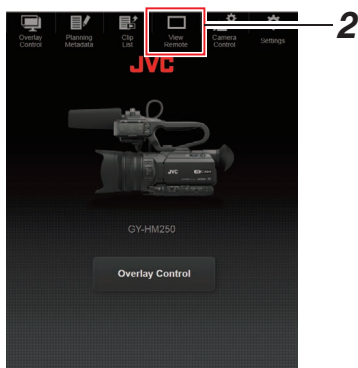 Overlay Control
Planning Metadata
Clip List
View Remote
Camera Control
Settings
2
JVC
JVC
GY-HM250
Overlay Control